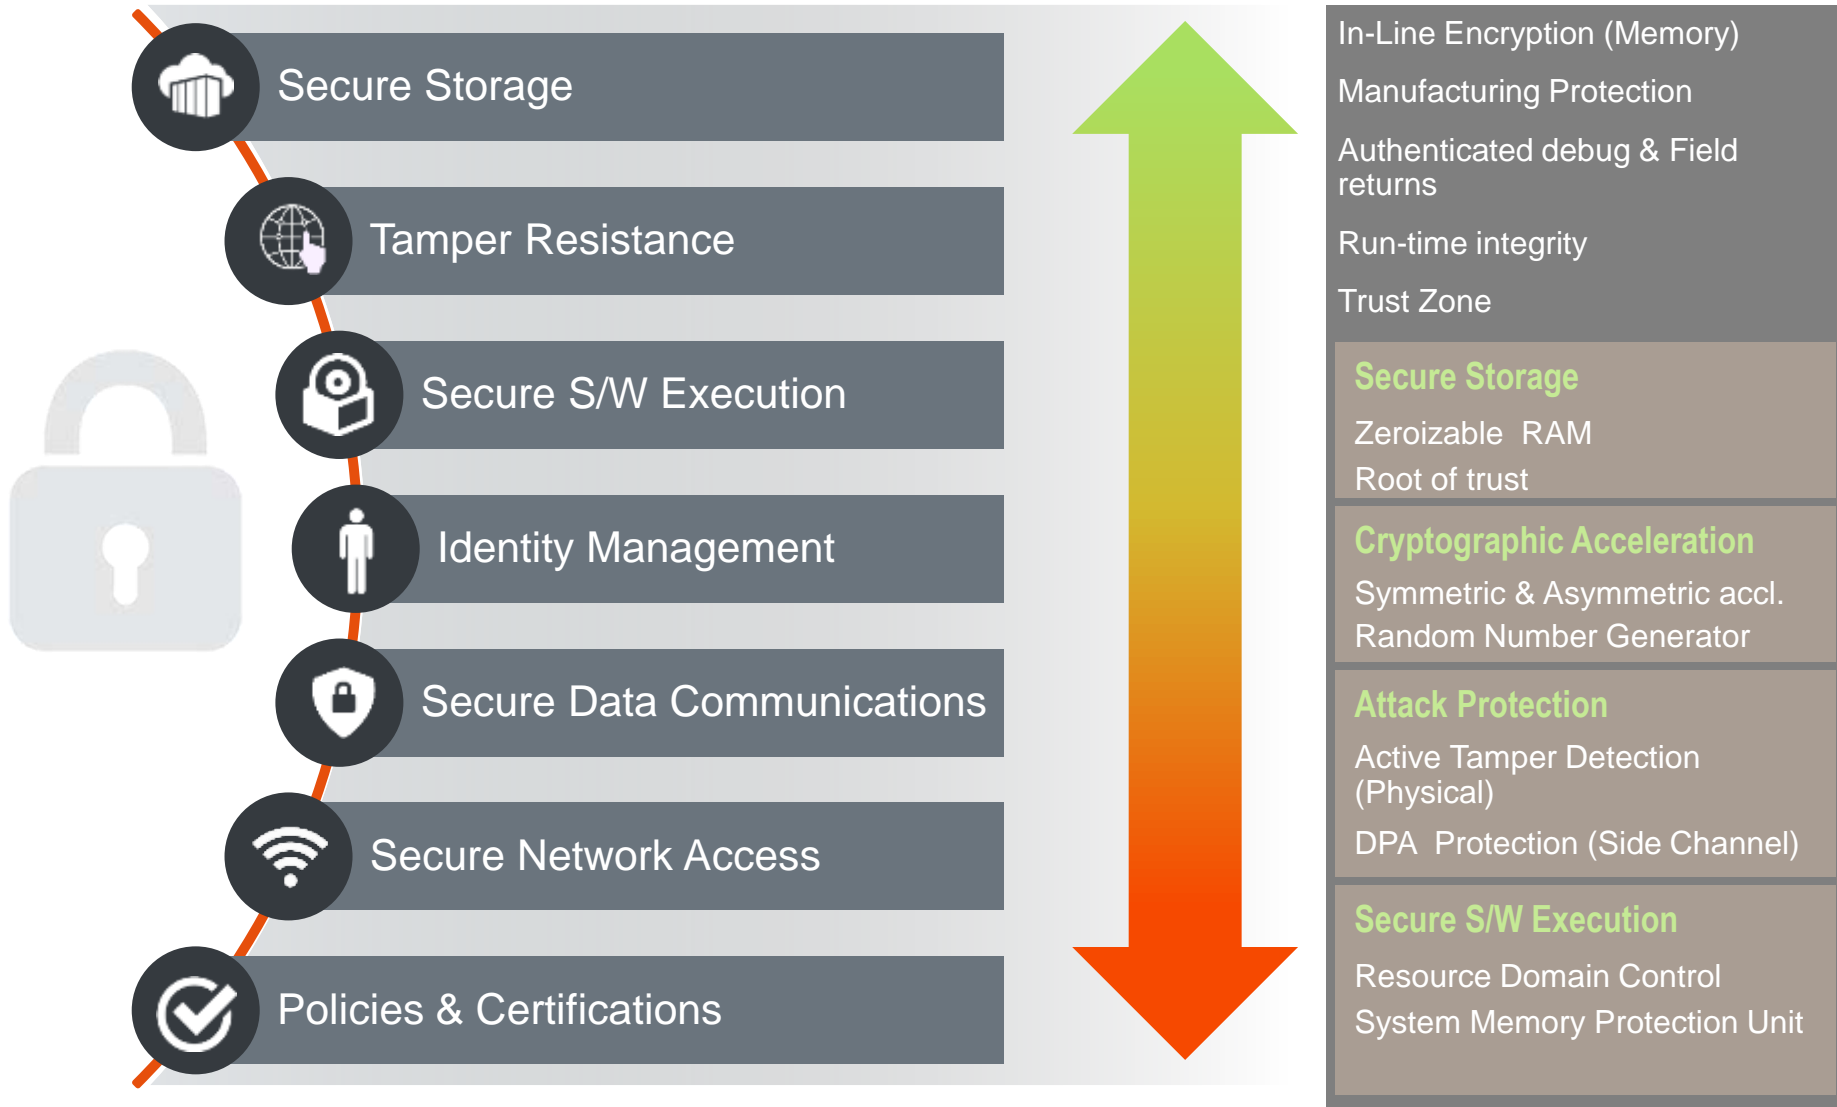 Secure Storage
Tamper Resistance
Secure S/W Execution
Identity Management
Secure Data Communications
Secure Network Access
Policies & Certifications
In-Line Encryption (Memory)
Manufacturing Protection
Authenticated debug & Field
returns
Run-time integrity
Trust Zone
Secure Storage
Zeroizable RAM
Root of trust
Cryptographic Acceleration
Symmetric & Asymmetric accl.
Random Number Generator
Attack Protection
Active Tamper Detection
(Physical)
DPA Protection (Side Channel)
Secure S/W Execution
Resource Domain Control
System Memory Protection Unit